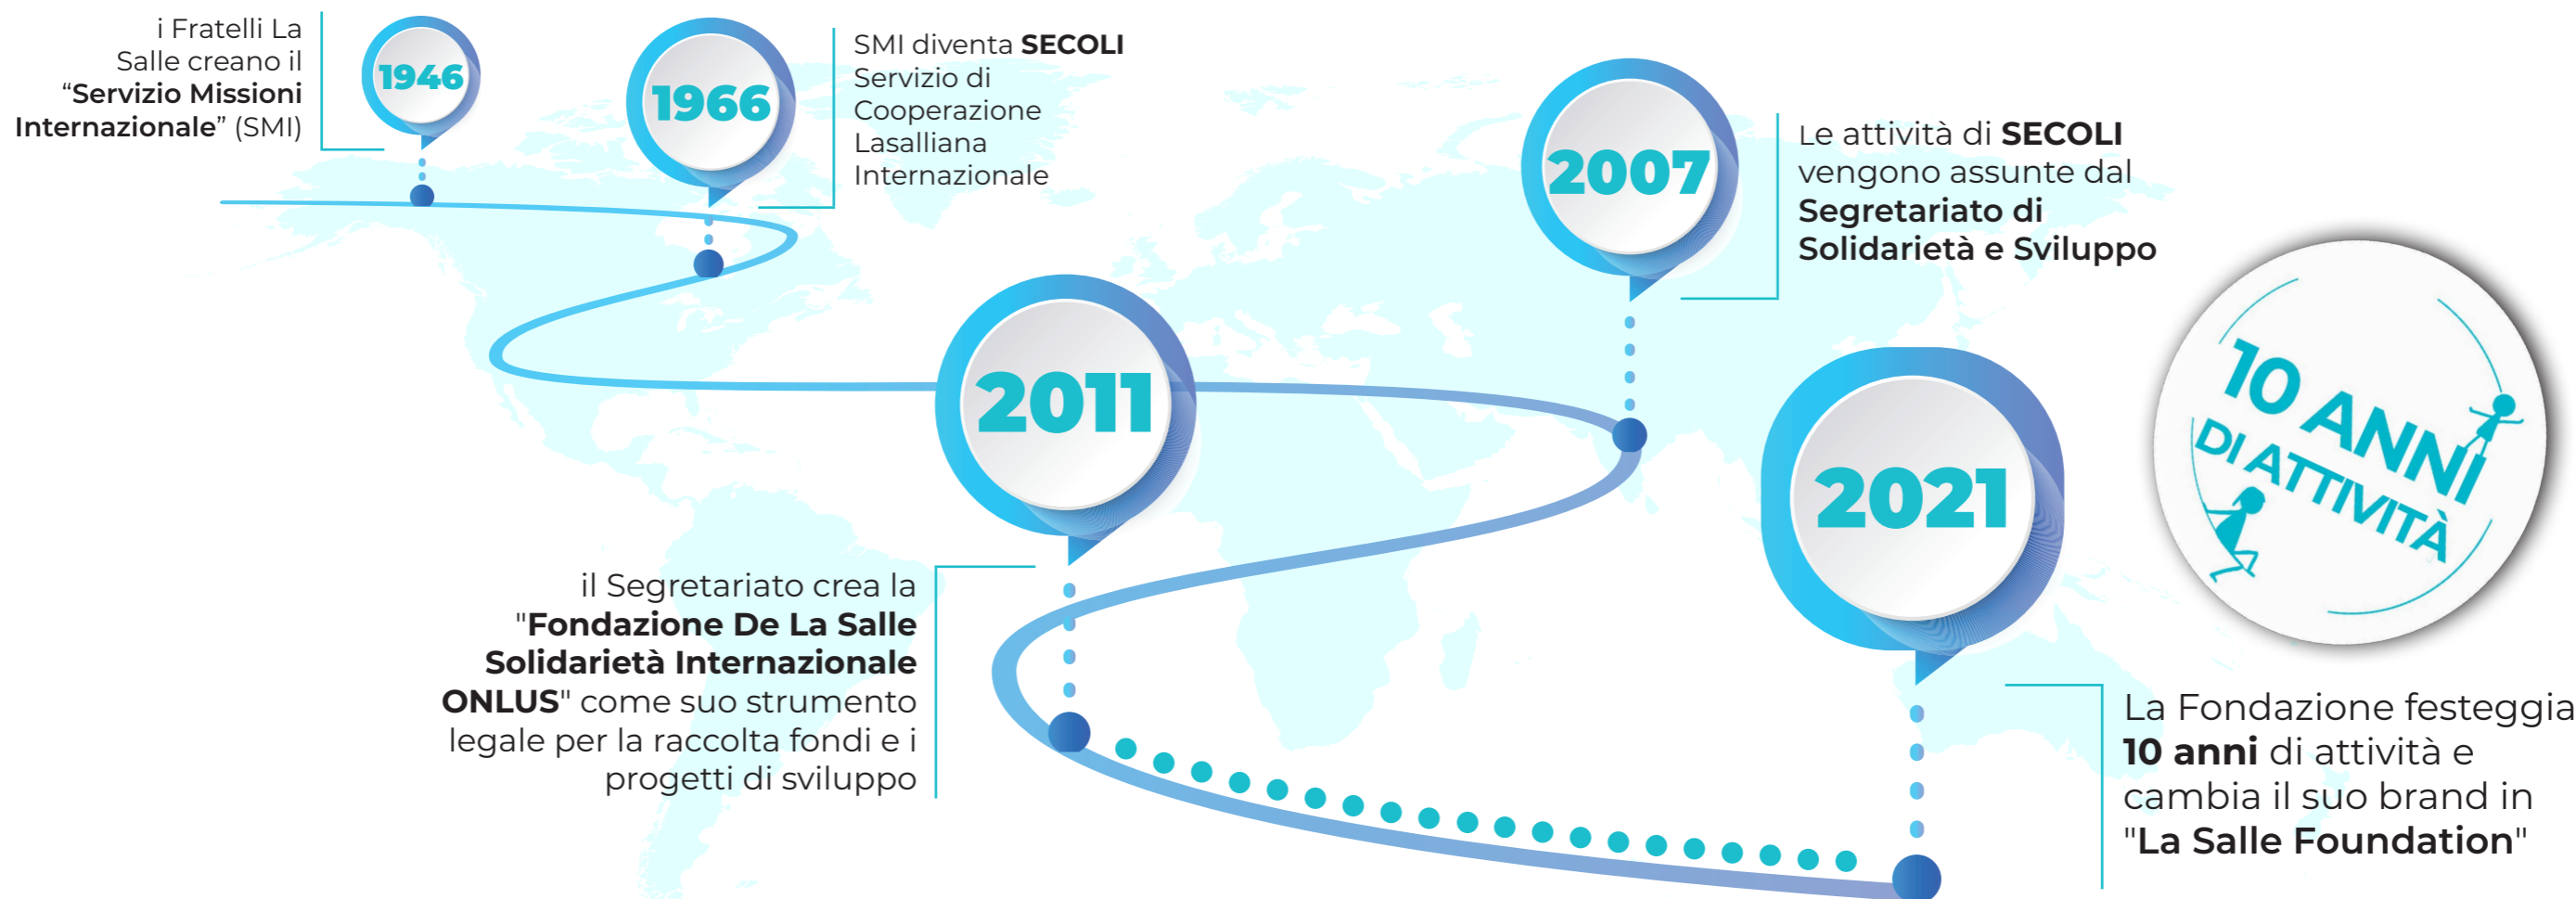 i Fratelli La
Salle creano il
“Servizio Missioni
Internazionale” (SMI)
1946
1966
SMI diventa SECOLI
Servizio di
Cooperazione
Lasalliana
Internazionale
2007
Le attività di SECOLI
vengono assunte dal
Segretariato di
Solidarietà e Sviluppo
2011
il Segretariato crea la
"Fondazione De La Salle
Solidarietà Internazionale
ONLUS" come suo strumento
legale per la raccolta fondi e i
progetti di sviluppo
2021
La Fondazione festeggia
10 anni di attività e
cambia il suo brand in
"La Salle Foundation"
10 ANNI
DI ATTIVITÀ